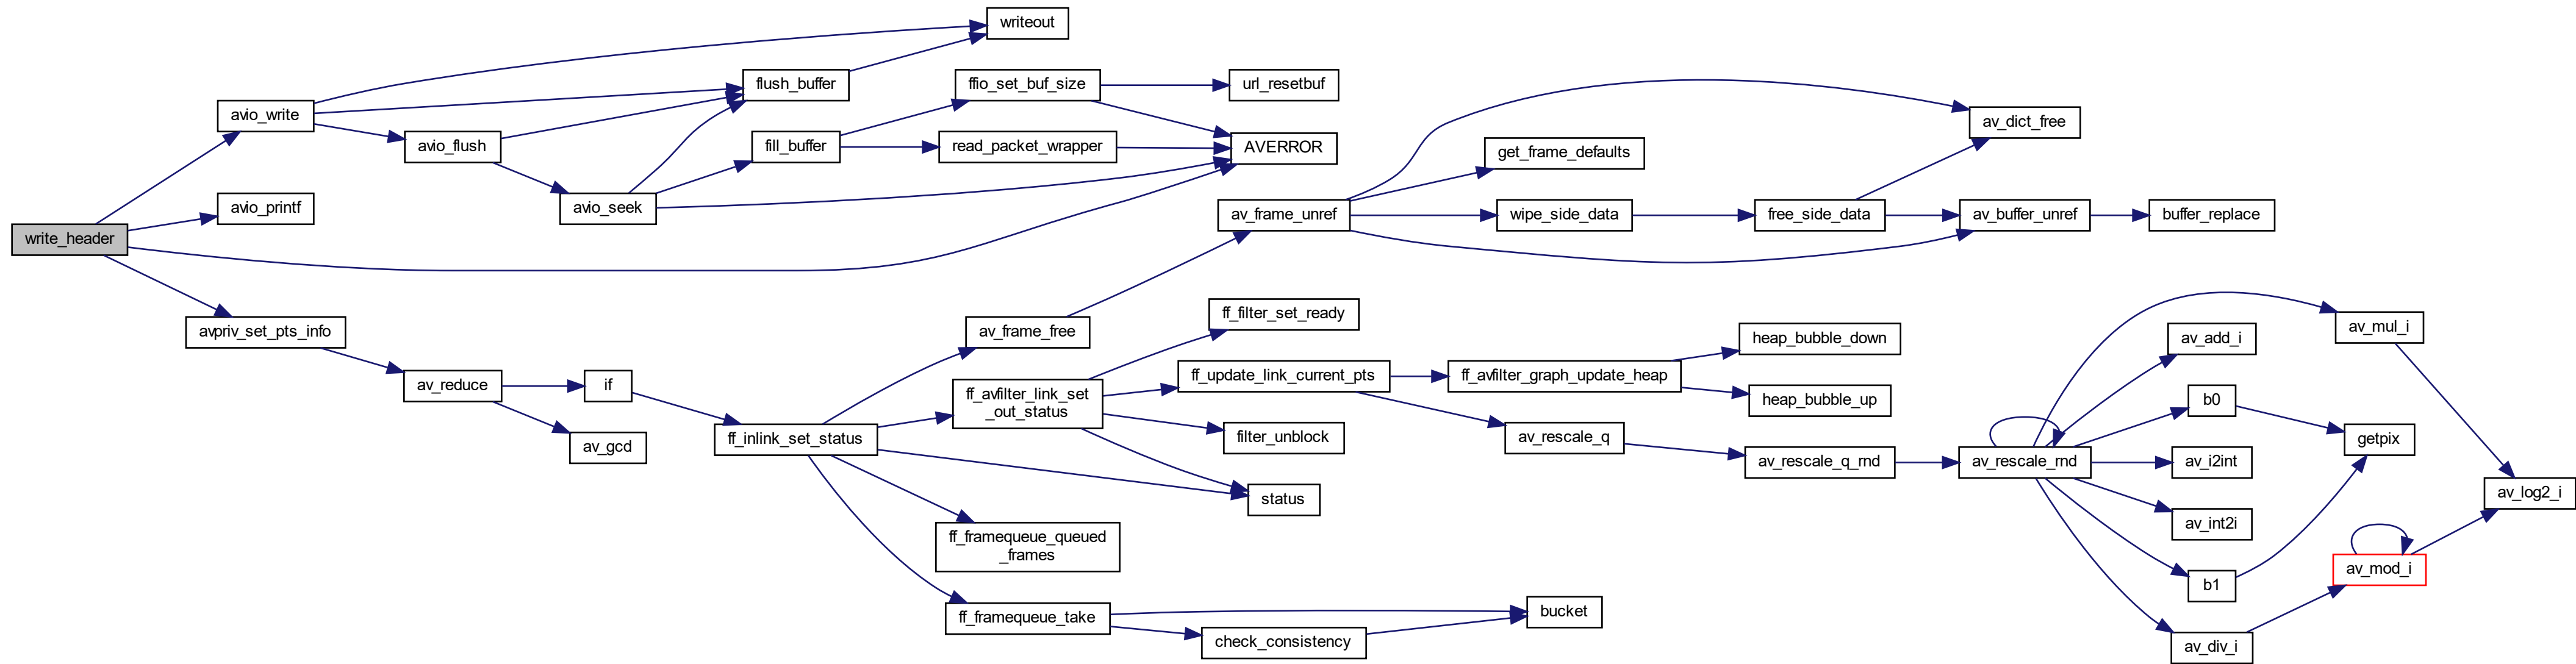 writeout
flush_buffer
ffio_set_buf_size
url_resetbuf
avio_write
av_dict_free
avio_flush
fill_buffer
read_packet_wrapper
AVERROR
get_frame_defaults
avio_printf
avio_seek
av_frame_unref
wipe_side_data
free_side_data
av_buffer_unref
buffer_replace
write_header
ff_filter_set_ready
avpriv_set_pts_info
av_frame_free
heap_bubble_down
av_add_i
av_mul_i
av_reduce
if
ff_avfilter_link_set
_out_status
ff_update_link_current_pts
ff_avfilter_graph_update_heap
heap_bubble_up
b0
av_gcd
ff_inlink_set_status
filter_unblock
av_rescale_q
getpix
av_rescale_q_rnd
av_rescale_rnd
av_i2int
status
av_log2_i
ff_framequeue_queued
_frames
av_int2i
av_mod_i
b1
ff_framequeue_take
bucket
check_consistency
av_div_i